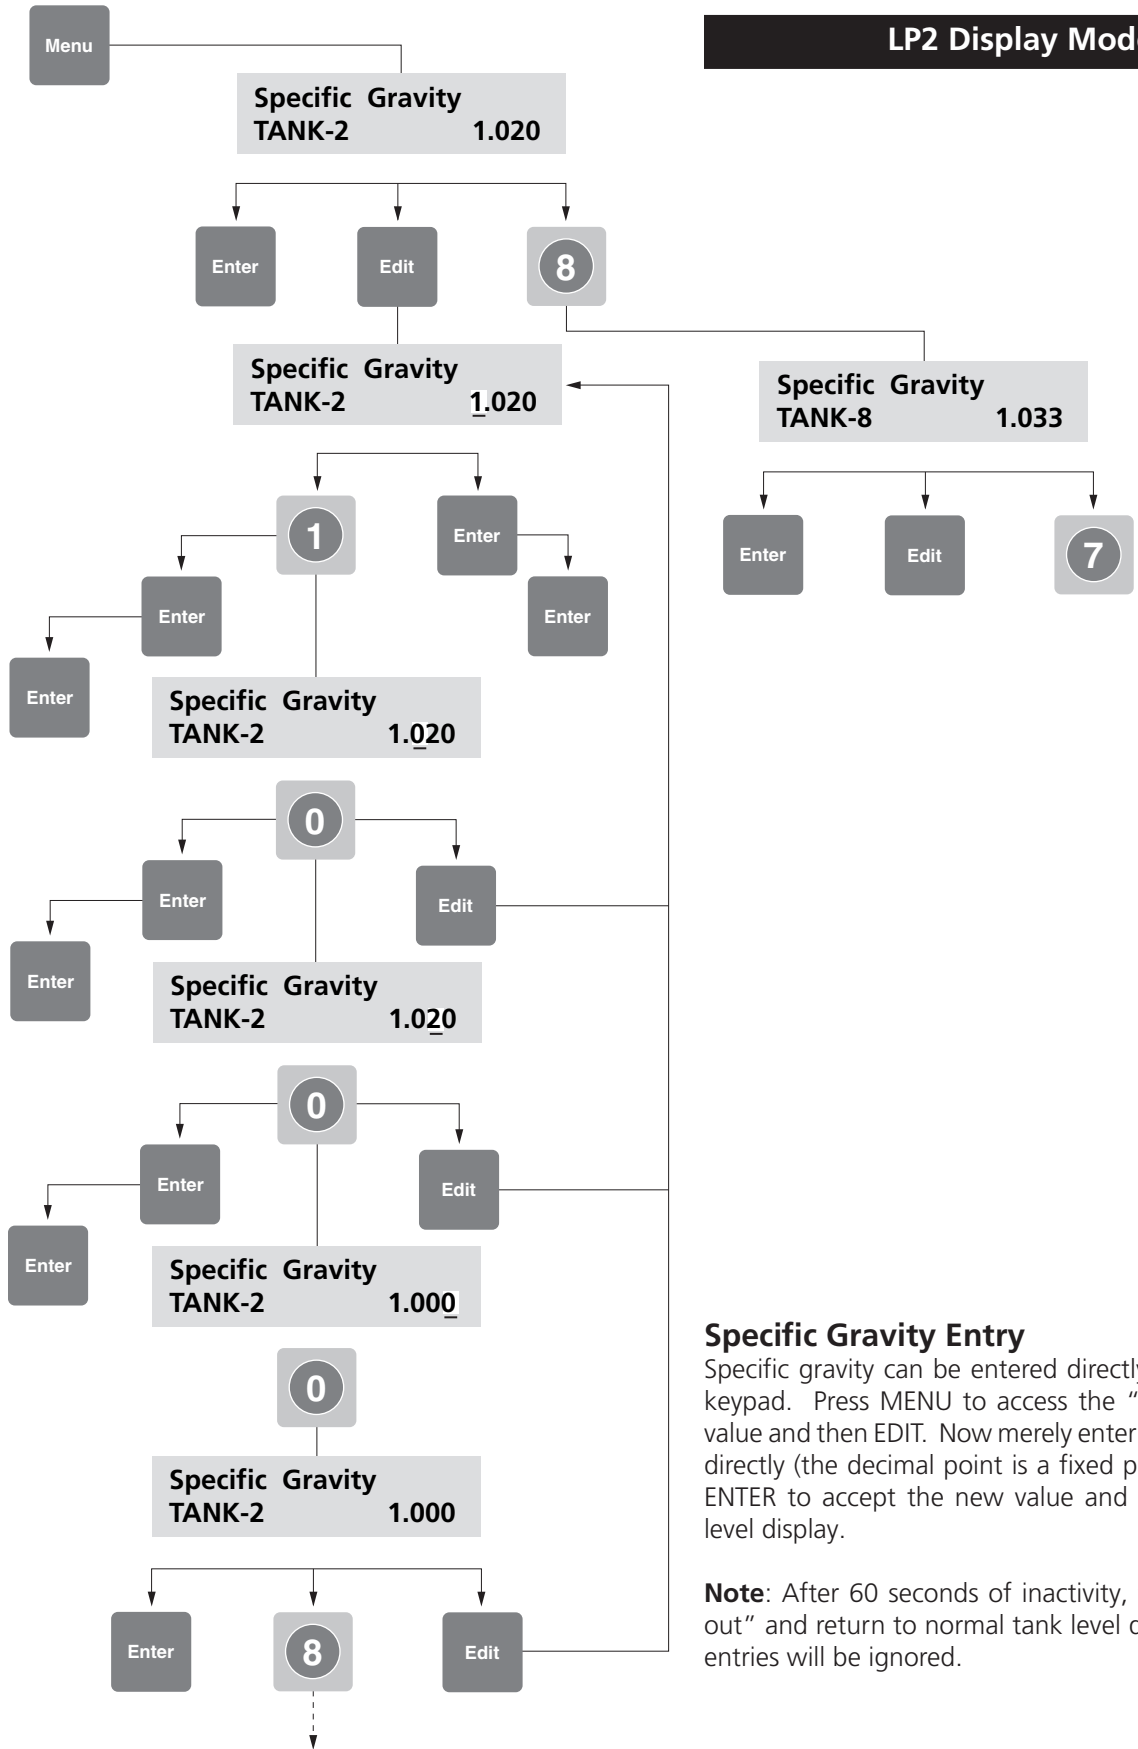 Menu
LP2 Display Mod
Specific Gravity
TANK-2 1.020
Enter
Edit
8
Specific Gravity
TANK-2 1.020
Specific Gravity
TANK-8 1.033
Enter
Edit
7
1
Enter
Enter
Enter
Enter
Specific Gravity
TANK-2 1.020
0
Enter
Edit
Enter
Specific Gravity
TANK-2 1.020
0
Enter
Edit
Enter
Specific Gravity
TANK-2 1.000
0
Specific Gravity
TANK-2 1.000
Enter
8
Edit
Specific Gravity Entry
Specific gravity can be entered directly
keypad. Press MENU to access the “
value and then EDIT. Now merely enter
directly (the decimal point is a fixed p
ENTER to accept the new value and
level display.
Note: After 60 seconds of inactivity,
out” and return to normal tank level
entries will be ignored.